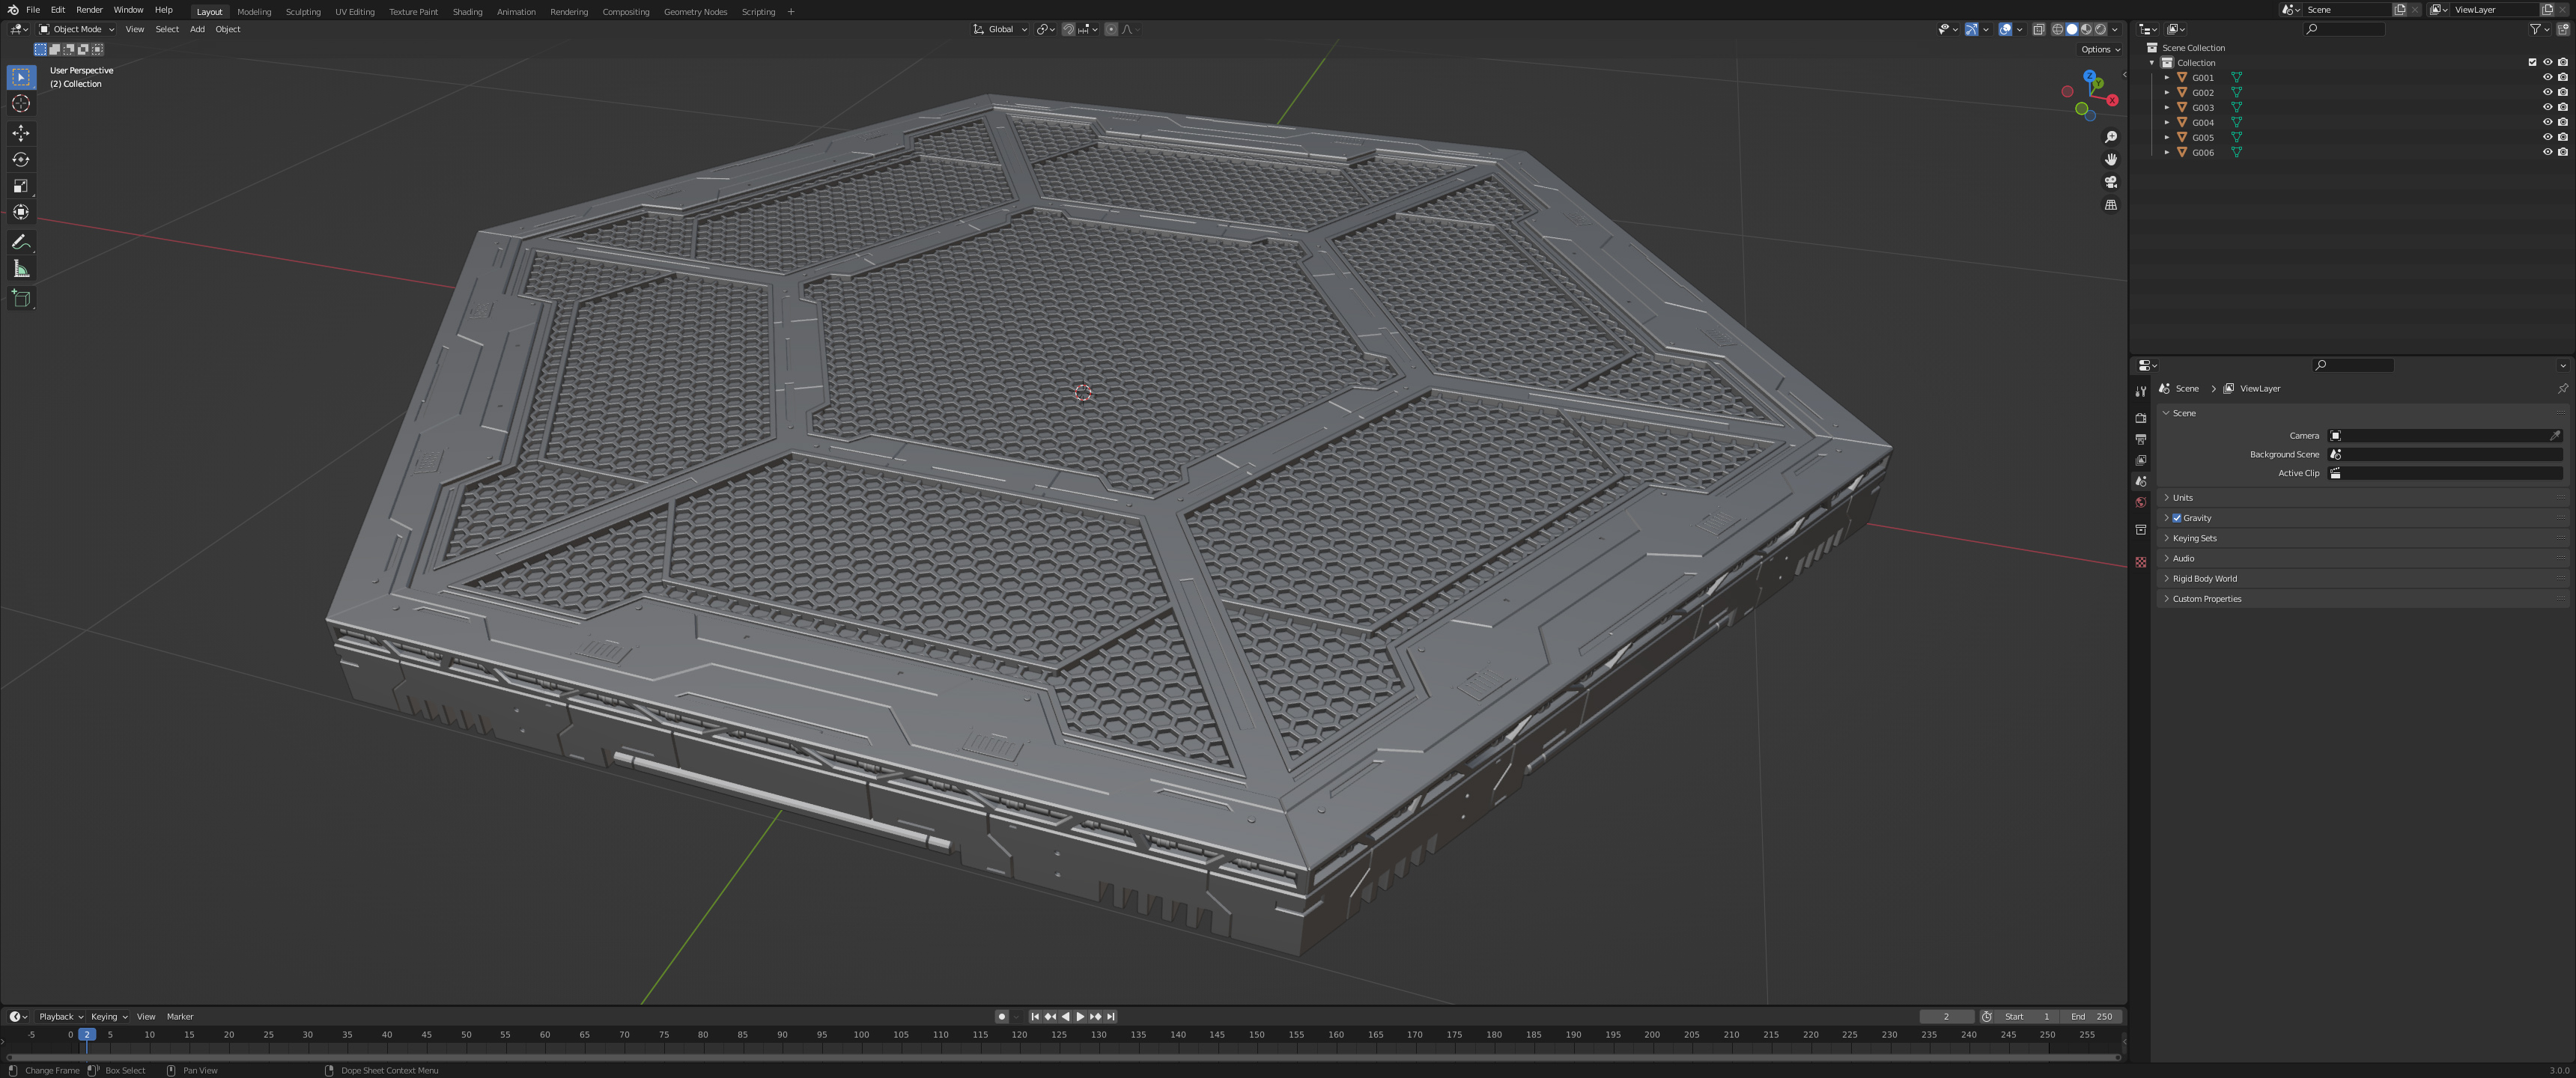 File Edit Render Window Help Layout Modeling Sculpting UV Editing Texture Paint Shading Animation Rendering Compositing Geometry Nodes Scripting + Scene ViewLayer
Object Mode View Select Add Object Global
Options
User Perspective
(2) Collection
Z
Y
X
Scene Collection
Collection
G001
G002
G003
G004
G005
G006
Scene > ViewLayer
Scene
Camera
Background Scene
Active Clip
Units
Gravity
Keying Sets
Audio
Rigid Body World
Custom Properties
Playback Keying View Marker 2 Start 1 End 250
-5 0 2 5 10 15 20 25 30 35 40 45 50 55 60 65 70 75 80 85 90 95 100 105 110 115 120 125 130 135 140 145 150 155 160 165 170 175 180 185 190 195 200 205 210 215 220 225 230 235 240 245 250 255
Change Frame Box Select Pan View Dope Sheet Context Menu 3.0.0